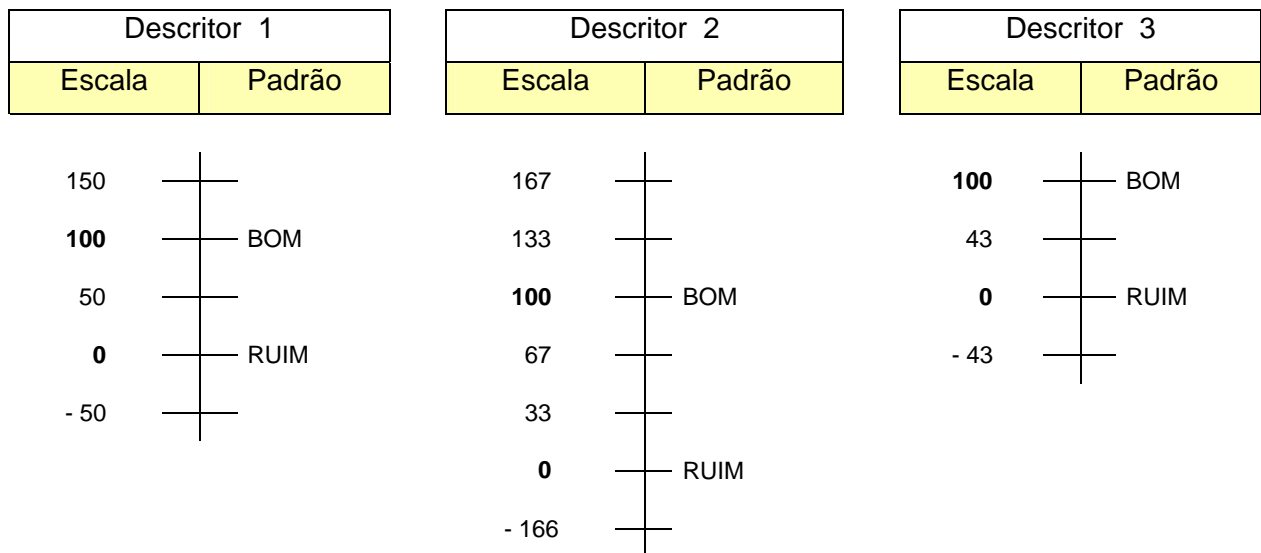 Descritor 1
Escala Padrão
150
100 BOM
50
0 RUIM
- 50
Descritor 2
Escala Padrão
167
133
100 BOM
67
33
0 RUIM
- 166
Descritor 3
Escala Padrão
100 BOM
43
0 RUIM
- 43